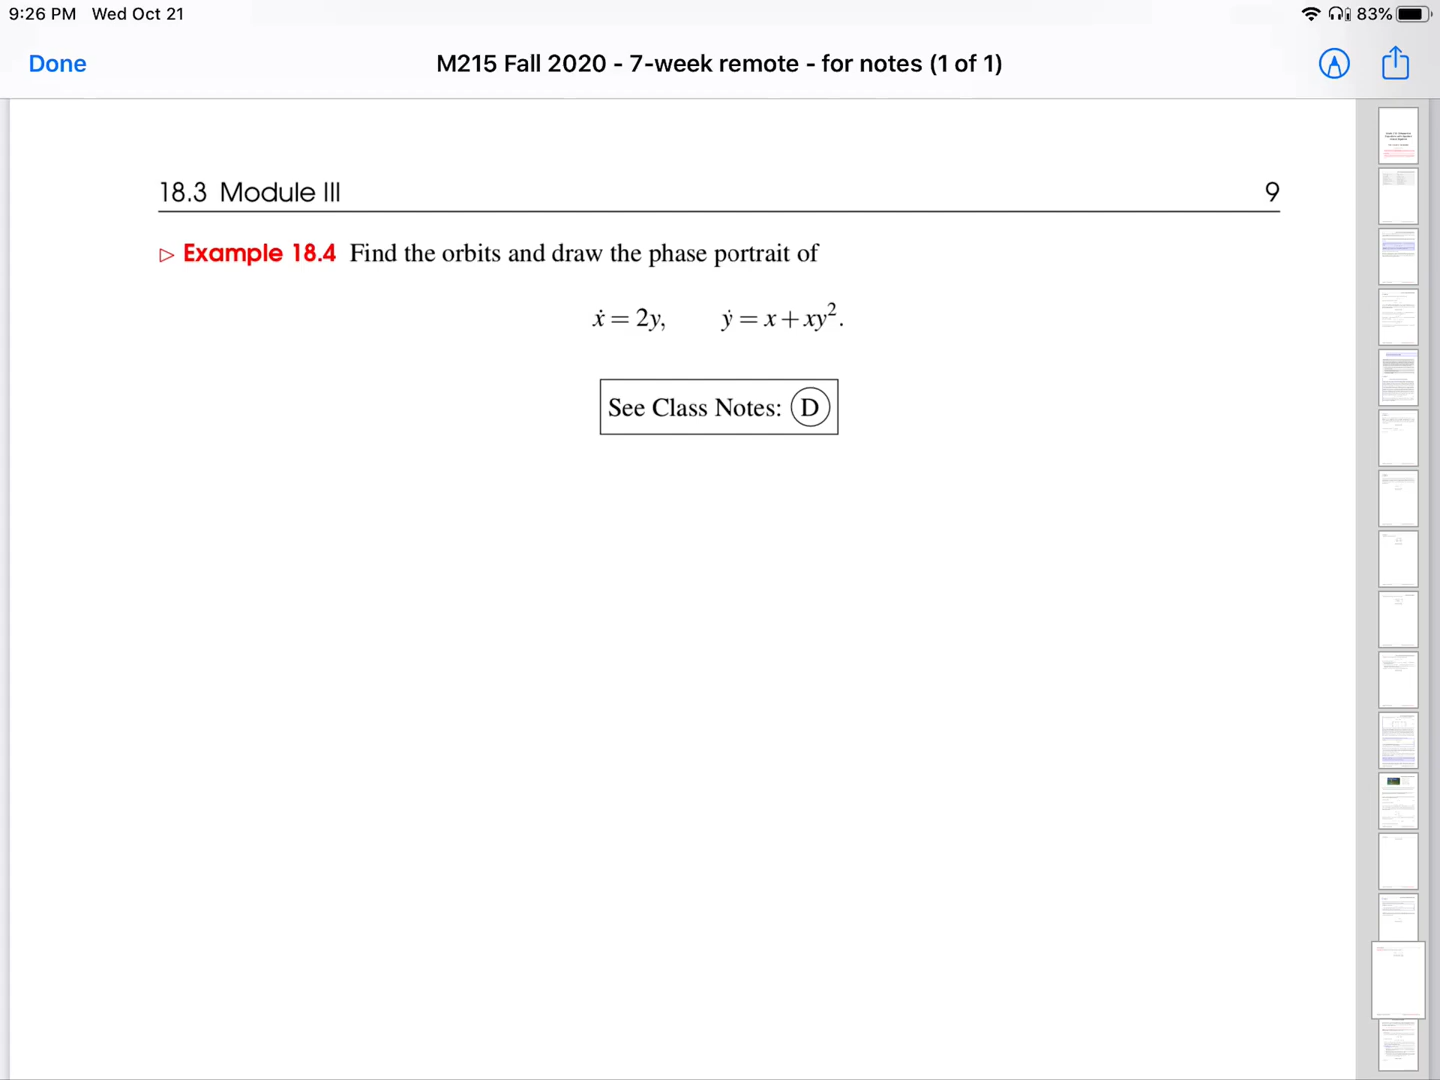 9:26 PM Wed Oct 21
83%
Done
M215 Fall 2020 - 7-week remote - for notes (1 of 1)
18.3 Module III
9
▷ Example 18.4 Find the orbits and draw the phase portrait of
ẋ = 2y, ẏ = x + xy².
See Class Notes: Ⓓ